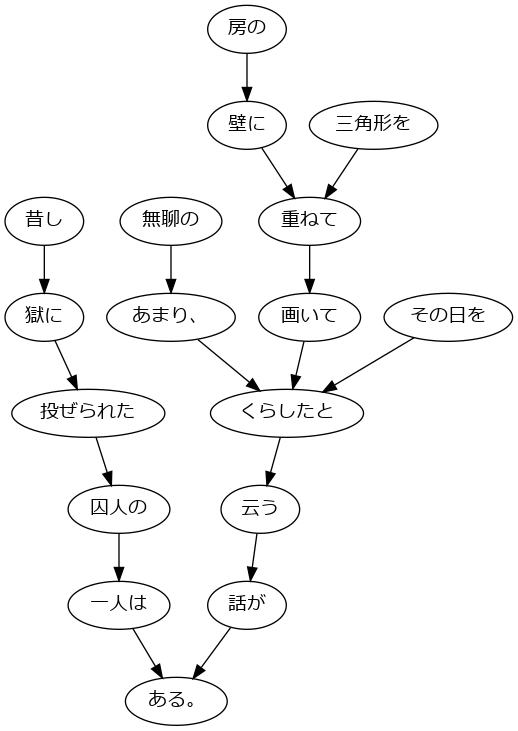 房の
壁に
三角形を
昔し
無聊の
重ねて
獄に
あまり、
画いて
その日を
投ぜられた
くらしたと
囚人の
云う
一人は
話が
ある。